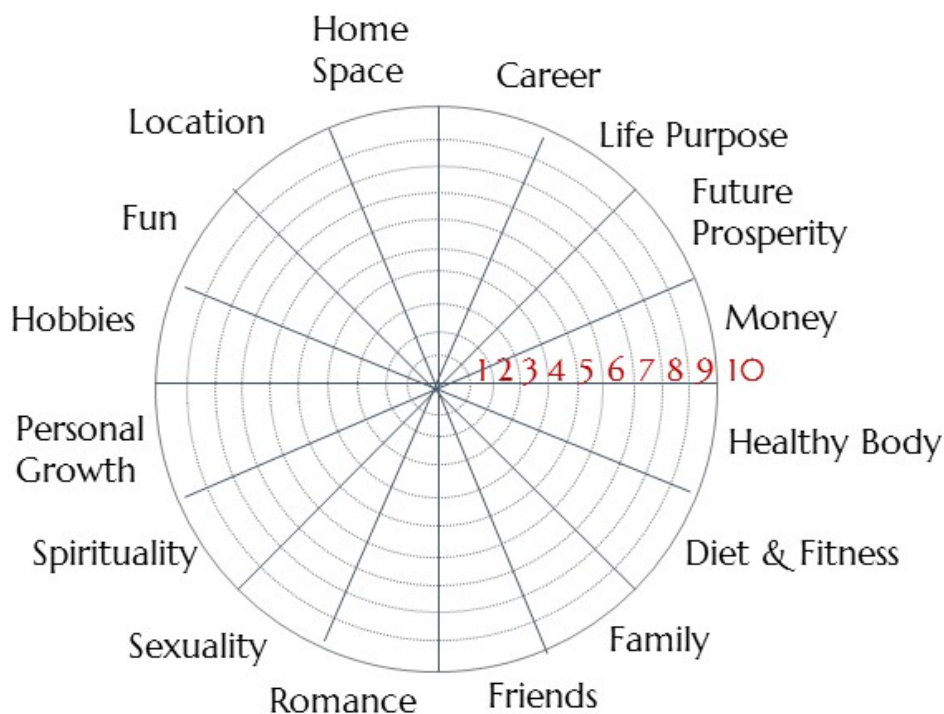 Home
Space
Career
Location
Life Purpose
Fun
Future
Prosperity
Hobbies
Money
1 2 3 4 5 6 7 8 9 10
Personal
Growth
Healthy Body
Spirituality
Diet & Fitness
Sexuality
Family
Romance
Friends